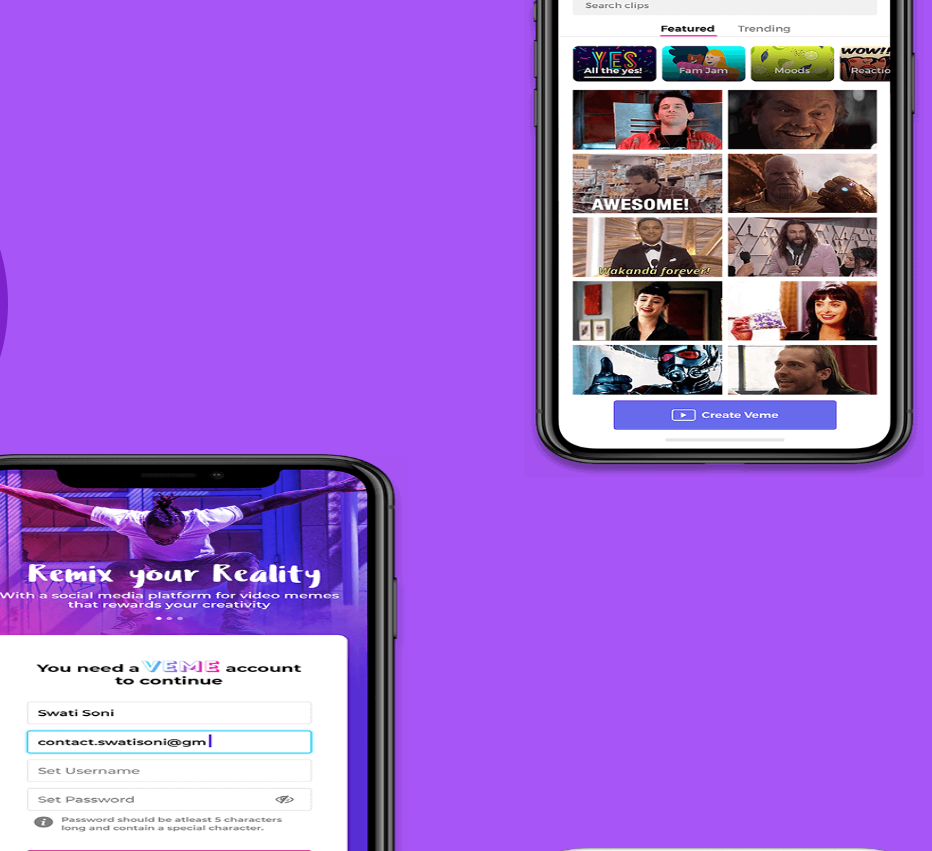 Search clips
Featured Trending
YES
All the yes!
Fam Jam
Moods
WOW!
Reactio
AWESOME!
Wakanda forever!
Create Veme
Remix your Reality
With a social media platform for video memes
that rewards your creativity
You need a VEME account
to continue
Swati Soni
contact.swatisoni@gm
Set Username
Set Password
Password should be atleast 5 characters
long and contain a special character.